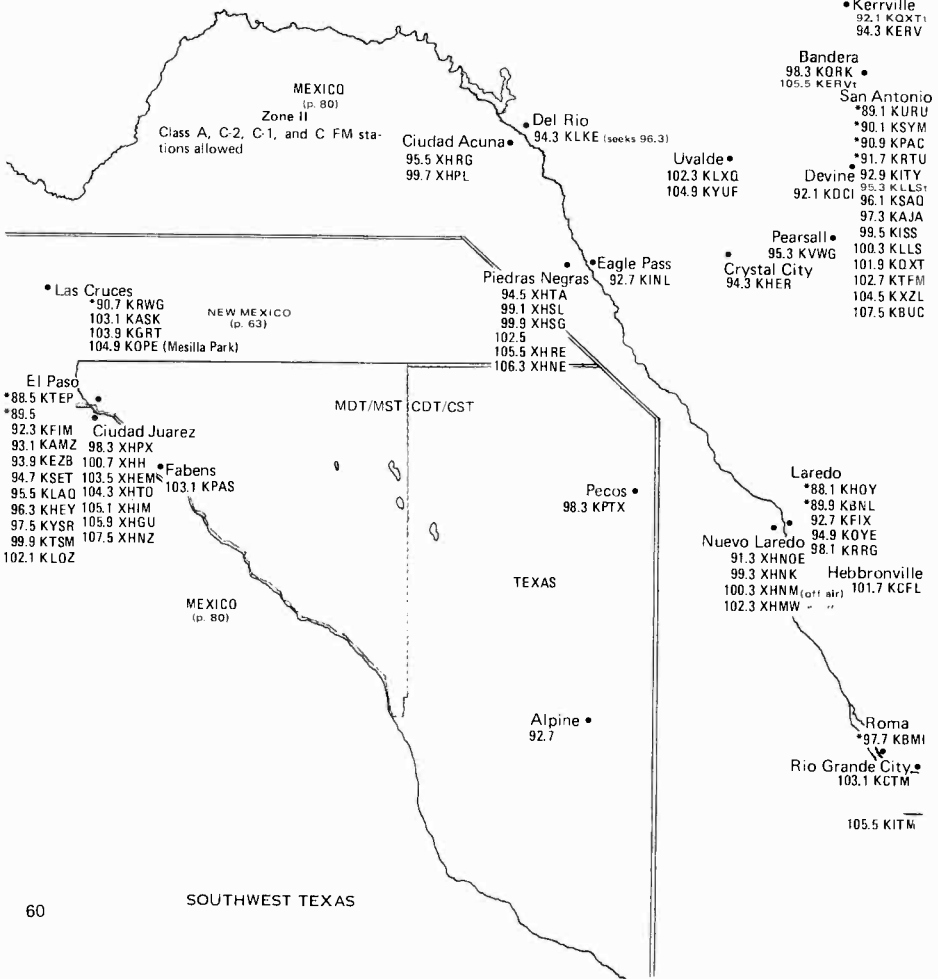 Kerrville
92.1 KQXTt
94.3 KERV
Bandera
98.3 KQRK
105.5 KERVt
San Antonio
*89.1 KURU
*90.1 KSYM
*90.9 KPAC
*91.7 KRTU
92.9 KITY
95.3 KLLSt
96.1 KSAQ
97.3 KAJA
99.5 KISS
100.3 KLLS
101.9 KQXT
102.7 KTFM
104.5 KXZL
107.5 KBUC
MEXICO
(p. 80)
Zone II
Class A, C-2, C-1, and C FM sta-
tions allowed
Del Rio
94.3 KLKE (seeks 96.3)
Ciudad Acuna
95.5 XHRG
99.7 XHPL
Uvalde
102.3 KLXQ
104.9 KYUF
Devine
92.1 KDCI
Pearsall
95.3 KVWG
Crystal City
94.3 KHER
Eagle Pass
92.7 KINL
Piedras Negras
94.5 XHTA
99.1 XHSL
99.9 XHSG
102.5
105.5 XHRE
106.3 XHNE
Las Cruces
*90.7 KRWG
103.1 KASK
103.9 KGRT
104.9 KOPE (Mesilla Park)
NEW MEXICO
(p. 63)
El Paso
*88.5 KTEP
*89.5
92.3 KFIM
93.1 KAMZ
93.9 KEZB
94.7 KSET
95.5 KLAQ
96.3 KHEY
97.5 KYSR
99.9 KTSM
102.1 KLOZ
Ciudad Juarez
98.3 XHPX
100.7 XHH
103.5 XHEM
104.3 XHTO
105.1 XHIM
105.9 XHGU
107.5 XHNZ
Fabens
103.1 KPAS
MDT/MST CDT/CST
Pecos
98.3 KPTX
TEXAS
MEXICO
(p. 80)
Alpine
92.7
Laredo
*88.1 KHOY
*89.9 KBNL
92.7 KFIX
94.9 KOYE
98.1 KRRG
Nuevo Laredo
91.3 XHNOE
99.3 XHNK
100.3 XHNM (off air)
102.3 XHMW " "
Hebbronville
101.7 KCFL
Roma
*97.7 KBMI
Rio Grande City
103.1 KCTM
105.5 KITM
60
SOUTHWEST TEXAS